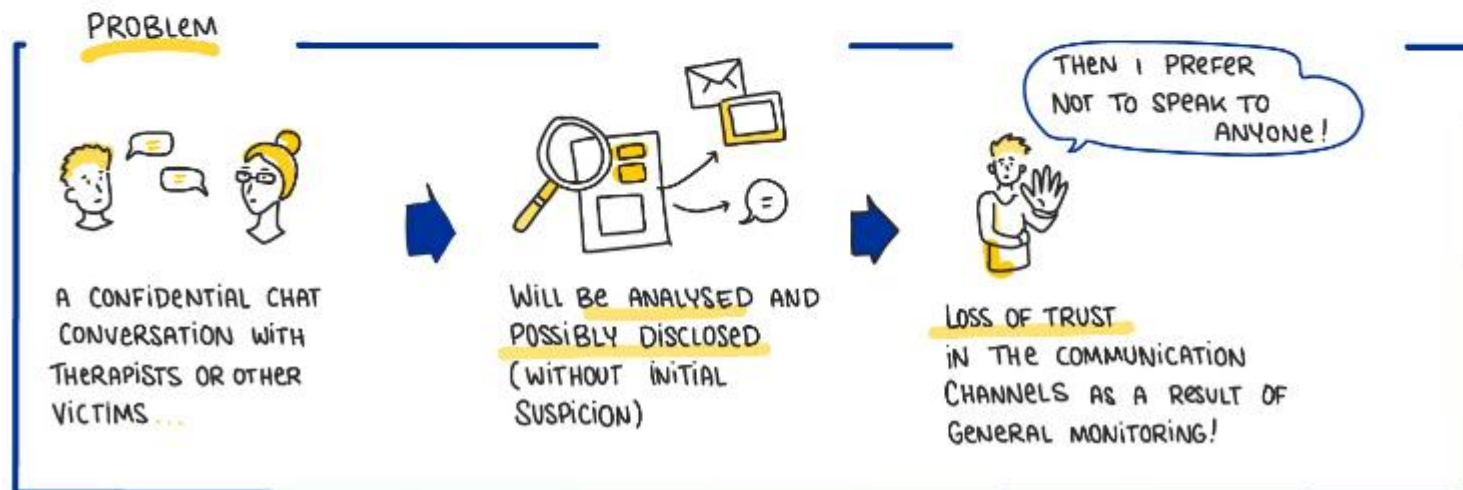 PROBLEM
A CONFIDENTIAL CHAT
CONVERSATION WITH
THERAPISTS OR OTHER
VICTIMS...
WILL BE ANALYSED AND
POSSIBLY DISCLOSED
(WITHOUT INITIAL
SUSPICION)
THEN I PREFER
NOT TO SPEAK TO
ANYONE!
LOSS OF TRUST
IN THE COMMUNICATION
CHANNELS AS A RESULT OF
GENERAL MONITORING!